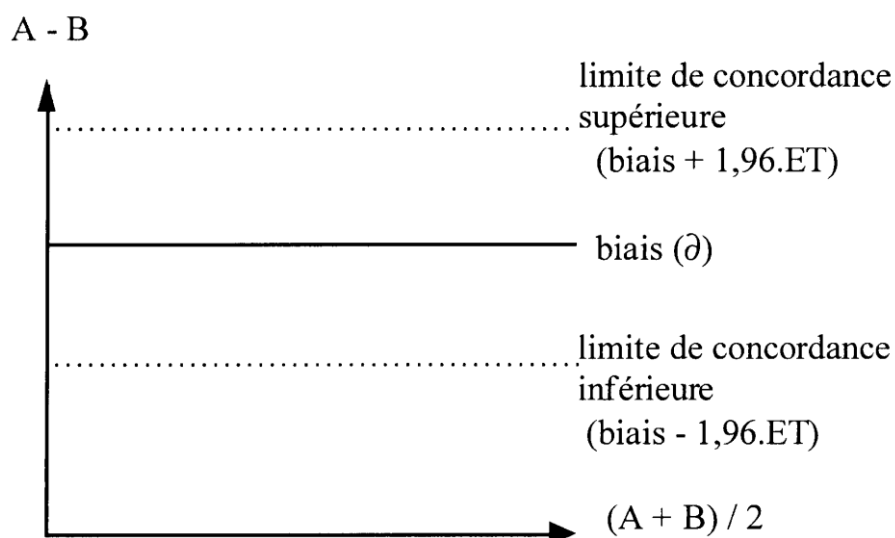 A - B
limite de concordance
supérieure
(biais + 1,96.ET)
biais (∂)
limite de concordance
inférieure
(biais - 1,96.ET)
(A + B) / 2